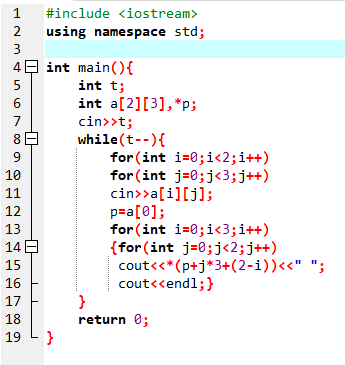 1 #include <iostream>
2 using namespace std;
3
4 int main(){
5 int t;
6 int a[2][3],*p;
7 cin>>t;
8 while(t--){
9 for(int i=0;i<2;i++)
10 for(int j=0;j<3;j++)
11 cin>>a[i][j];
12 p=a[0];
13 for(int i=0;i<3;i++)
14 {for(int j=0;j<2;j++)
15 cout<<*(p+j*3+(2-i))<<" ";
16 cout<<endl;}
17 }
18 return 0;
19 }